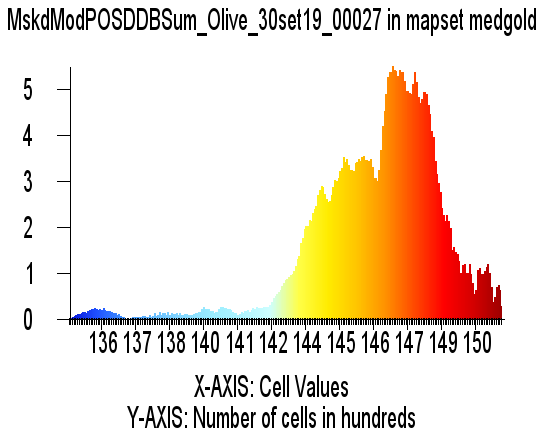 MskdModPOSDDBSum_Olive_30set19_00027 in mapset medgold
5
4
3
2
1
0
136 137 138 140 141 142 144 145 146 147 149 150
X-AXIS: Cell Values
Y-AXIS: Number of cells in hundreds